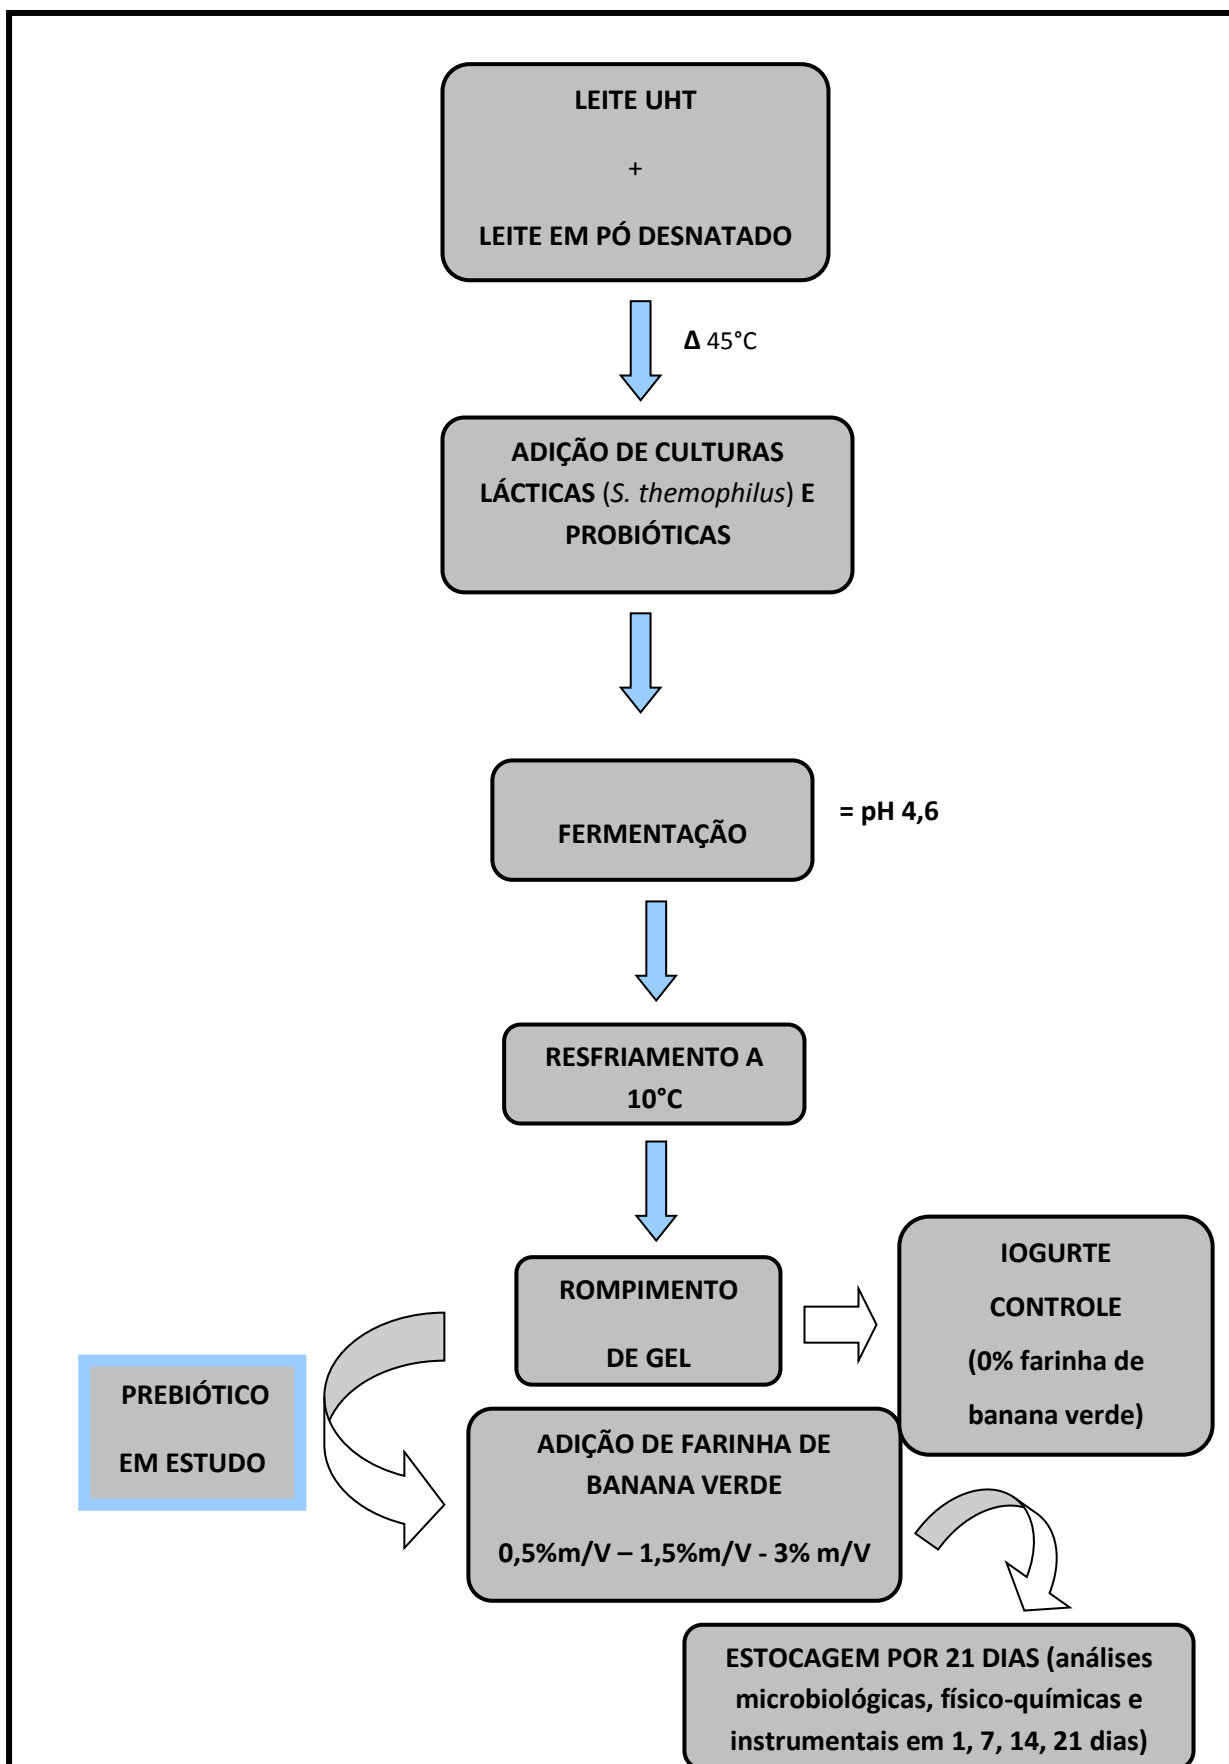 LEITE UHT
+
LEITE EM PÓ DESNATADO
Δ 45°C
ADIÇÃO DE CULTURAS
LÁCTICAS (S. themophilus) E
PROBIÓTICAS
FERMENTAÇÃO
= pH 4,6
RESFRIAMENTO A
10°C
ROMPIMENTO
DE GEL
IOGURTE
CONTROLE
(0% farinha de
banana verde)
PREBIÓTICO
EM ESTUDO
ADIÇÃO DE FARINHA DE
BANANA VERDE
0,5%m/V – 1,5%m/V - 3% m/V
ESTOCAGEM POR 21 DIAS (análises
microbiológicas, físico-químicas e
instrumentais em 1, 7, 14, 21 dias)